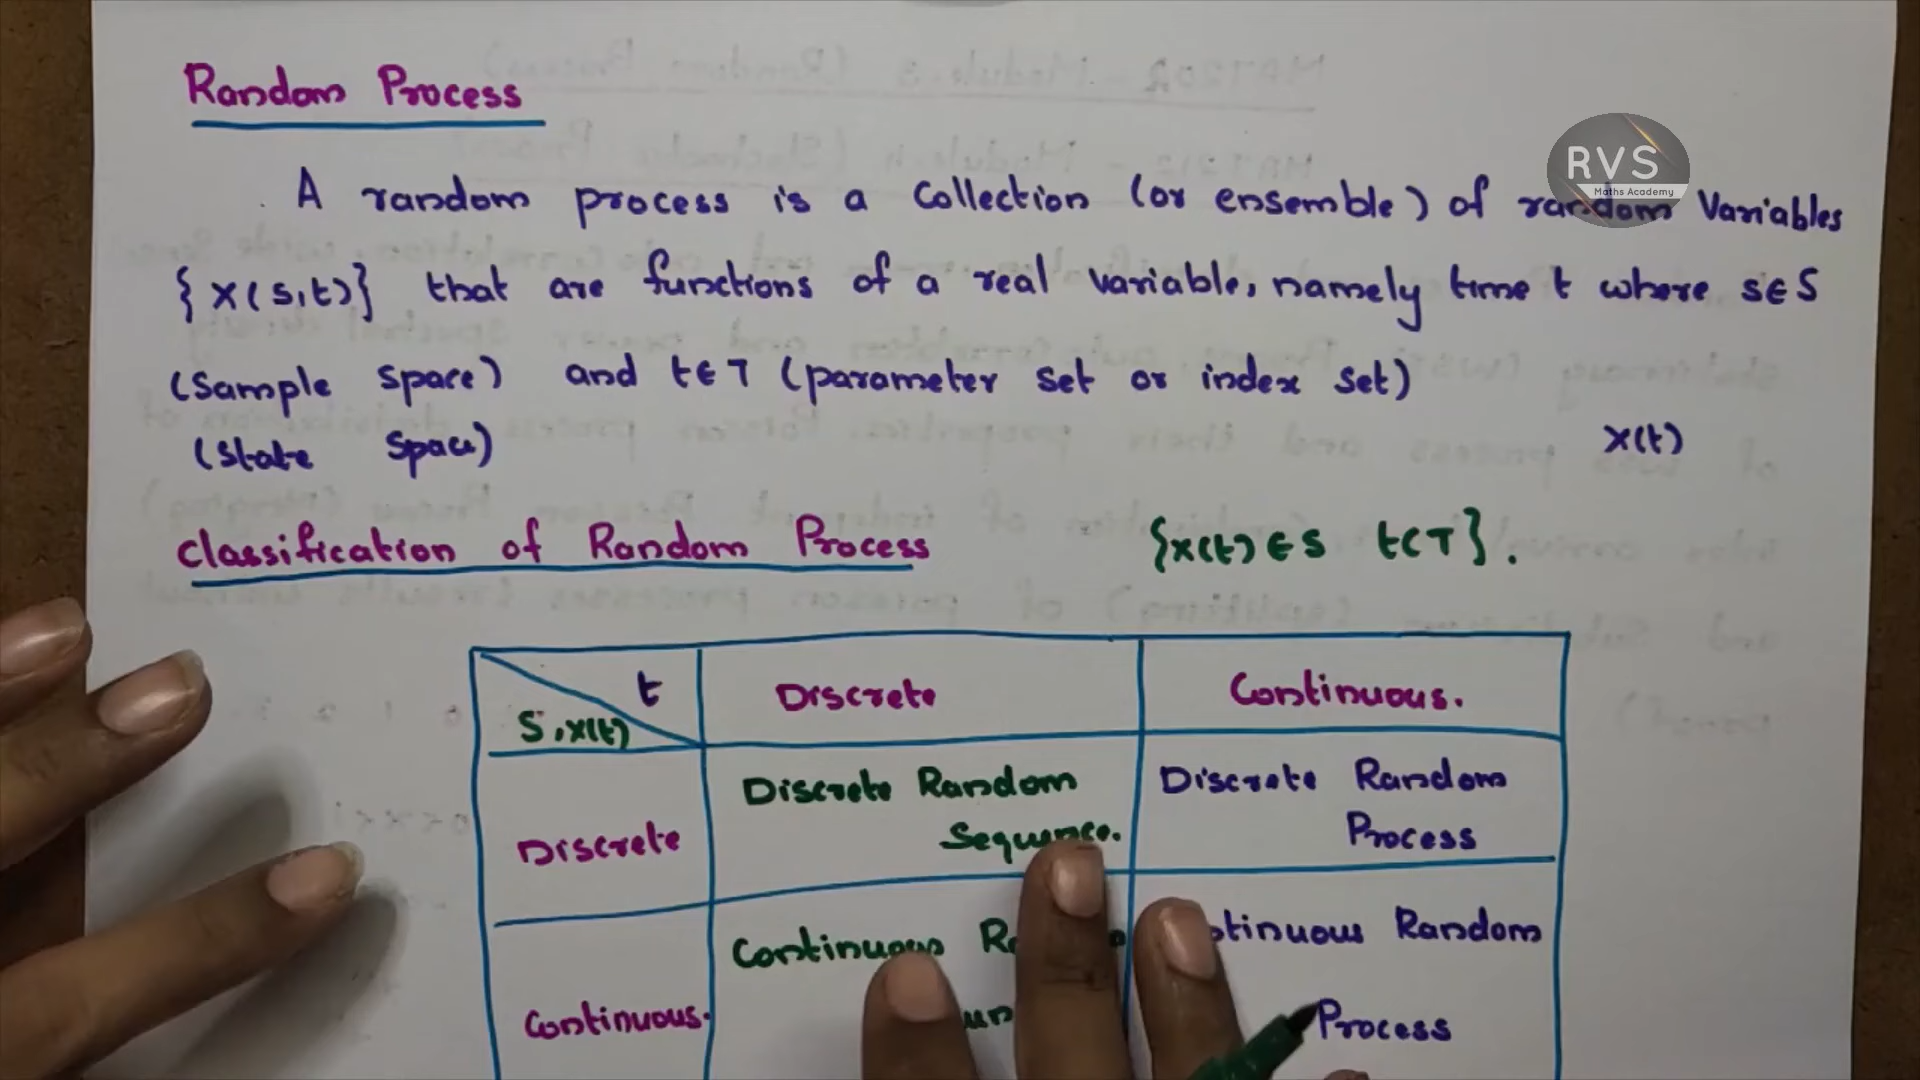 Random Process
RVS
Maths Academy
A random process is a collection (or ensemble) of random Variables
{X(s,t)} that are functions of a real variable, namely time t where s∈S
(Sample space) and t∈T (parameter set or index set)
(State Space)
X(t)
Classification of Random Process
{x(t)∈S t∈T}.
t
S,x(t)
Discrete
Continuous.
Discrete
Discrete Random
Sequence.
Discrete Random
Process
Continuous.
Continuous
Random
Process